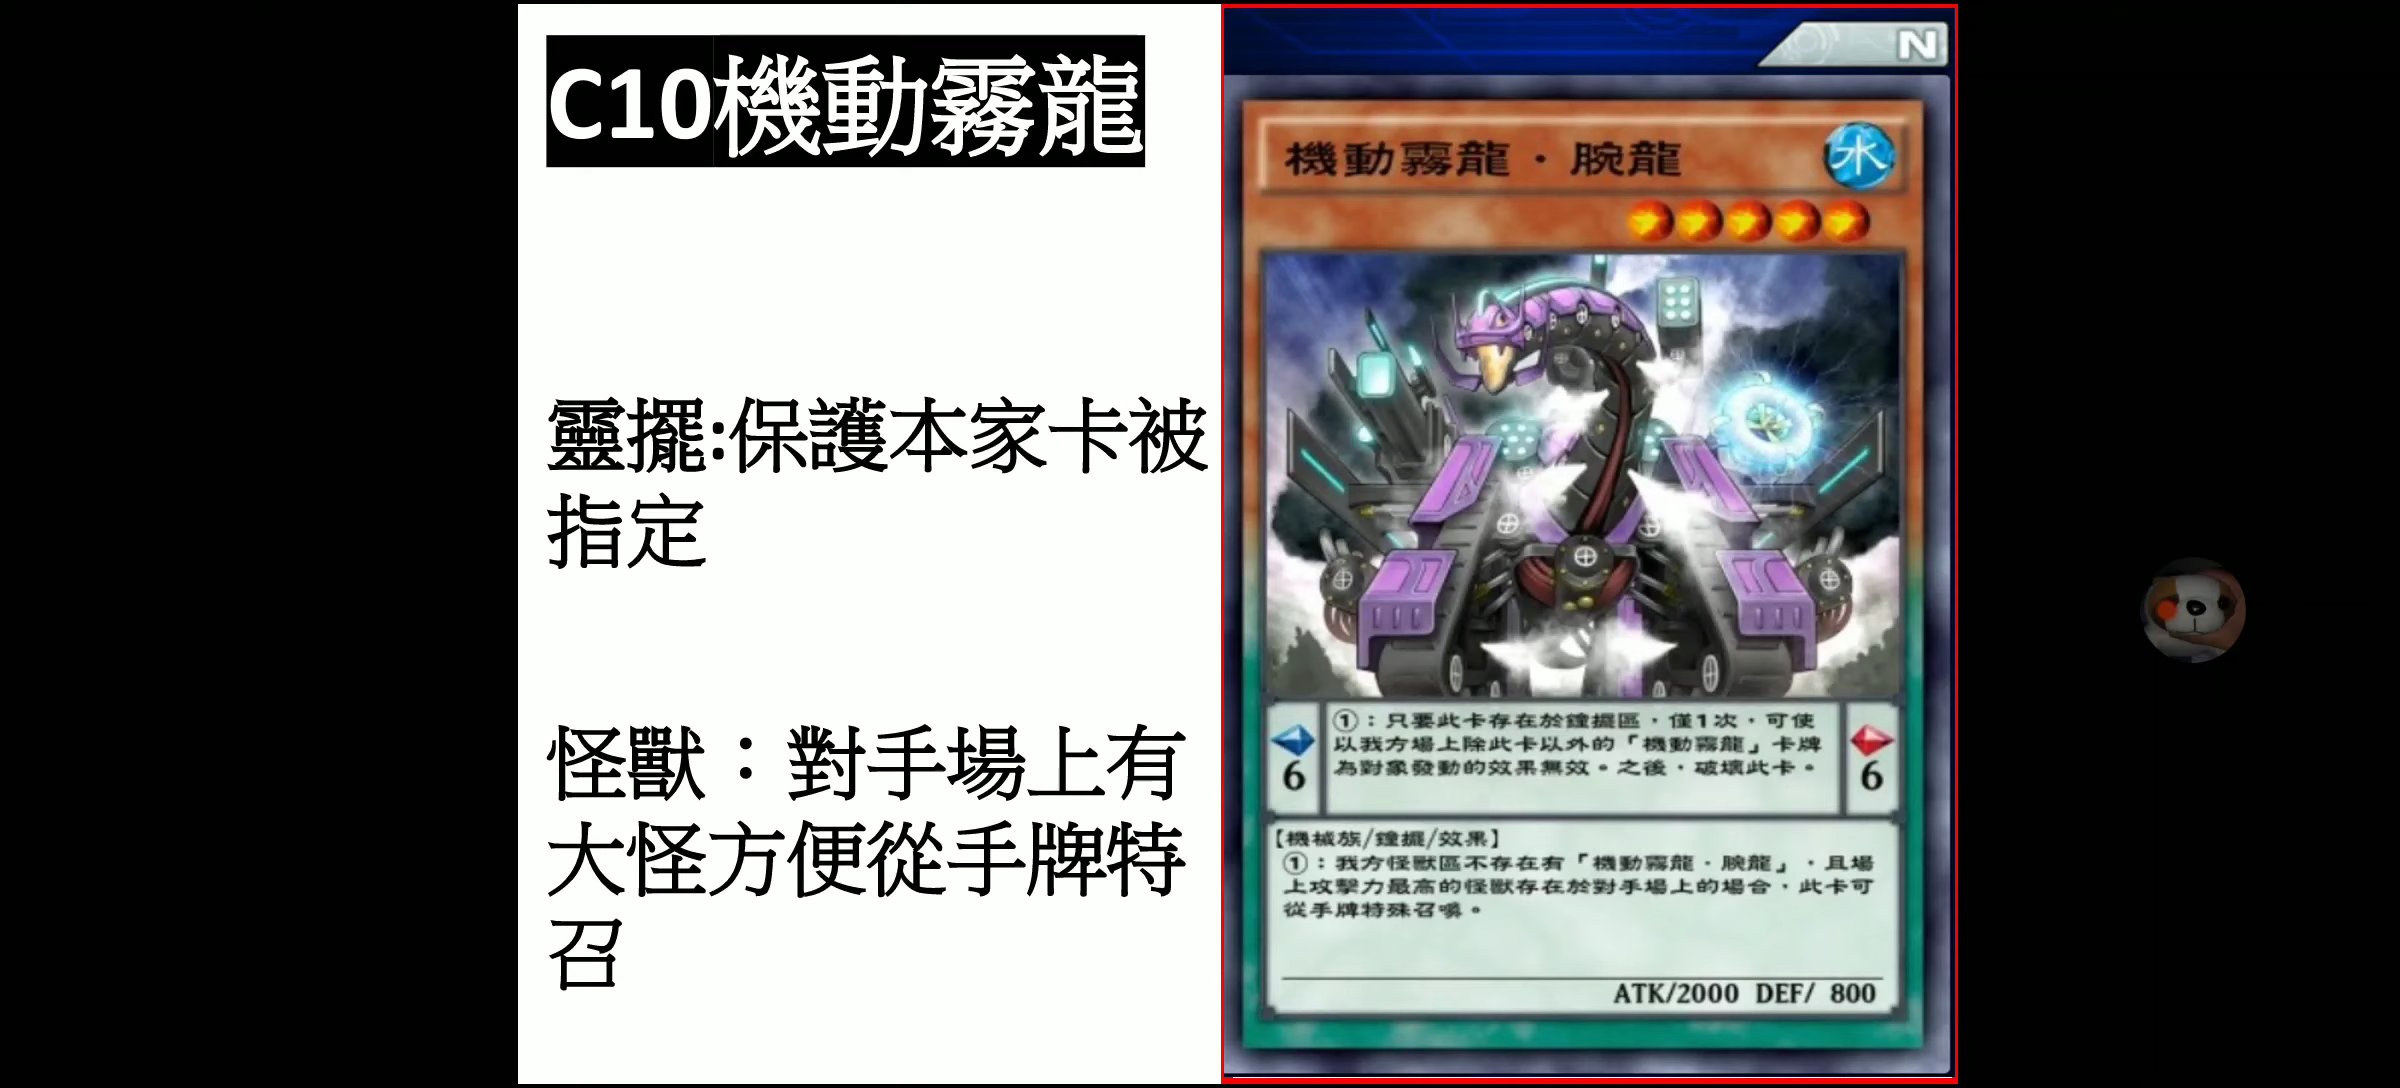 C10機動霧龍
靈擺:保護本家卡被
指定
怪獸：對手場上有
大怪方便從手牌特
召
N
機動霧龍・腕龍
水
①：只要此卡存在於鐘擺區，僅1次，可使
以我方場上除此卡以外的「機動霧龍」卡牌
為對象發動的效果無效。之後，破壞此卡。
6
6
【機械族/鐘擺/效果】
①：我方怪獸區不存在有「機動霧龍・腕龍」，且場
上攻擊力最高的怪獸存在於對手場上的場合，此卡可
從手牌特殊召喚。
ATK/2000 DEF/ 800